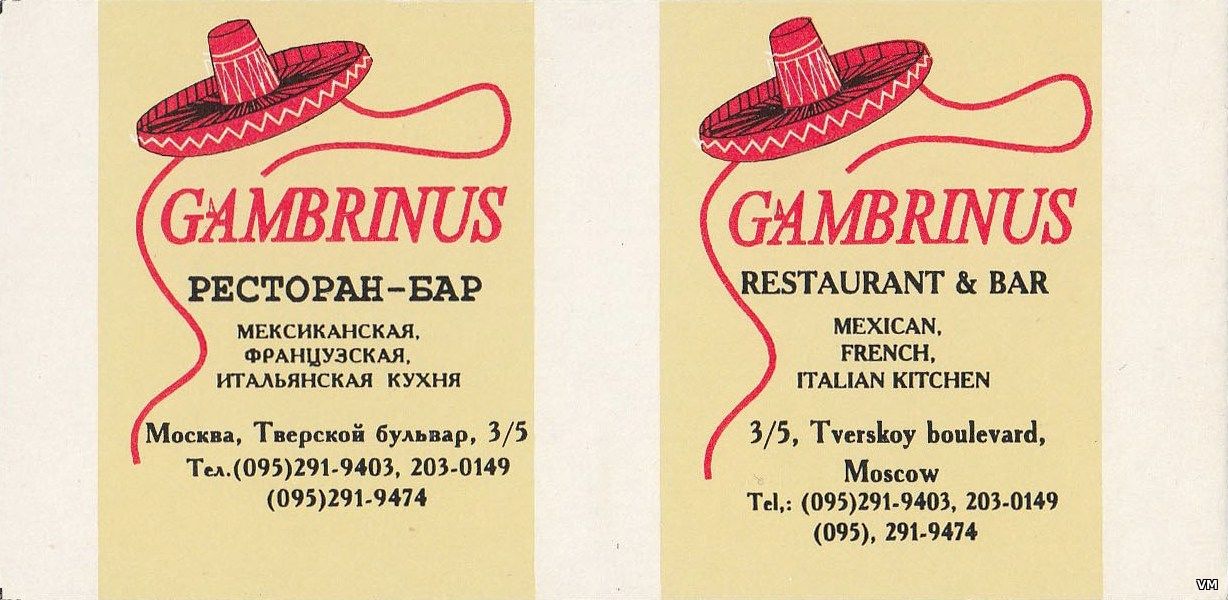 GAMBRINUS
РЕСТОРАН-БАР
МЕКСИКАНСКАЯ,
ФРАНЦУЗСКАЯ,
ИТАЛЬЯНСКАЯ КУХНЯ
Москва, Тверской бульвар, 3/5
Тел.(095)291-9403, 203-0149
(095)291-9474
GAMBRINUS
RESTAURANT & BAR
MEXICAN,
FRENCH,
ITALIAN KITCHEN
3/5, Tverskoy boulevard,
Moscow
Tel,: (095)291-9403, 203-0149
(095), 291-9474
VM